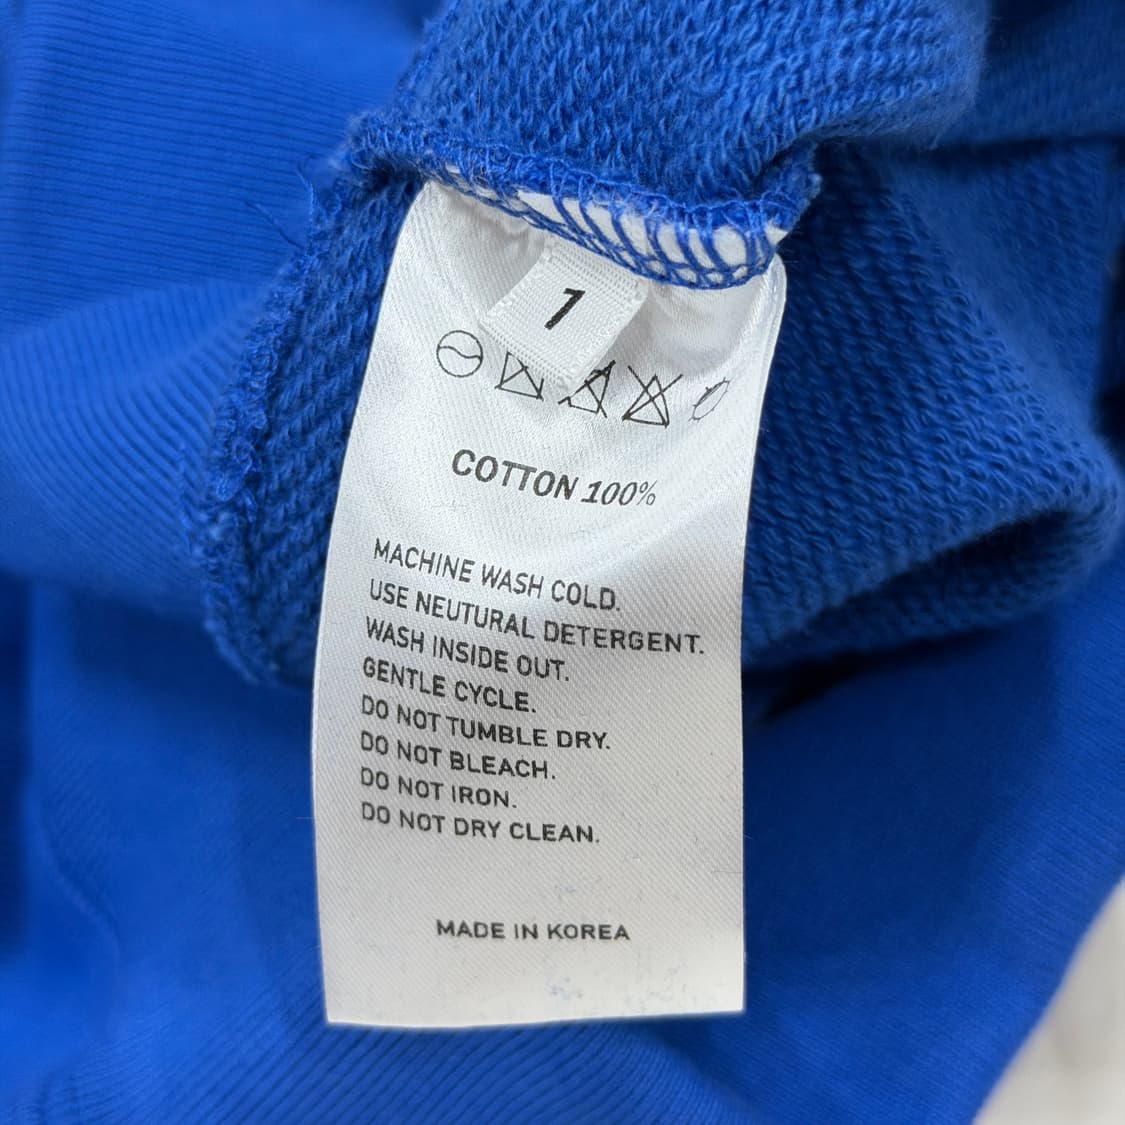 1
COTTON 100%
MACHINE WASH COLD.
USE NEUTURAL DETERGENT.
WASH INSIDE OUT.
GENTLE CYCLE.
DO NOT TUMBLE DRY.
DO NOT BLEACH.
DO NOT IRON.
DO NOT DRY CLEAN.
MADE IN KOREA